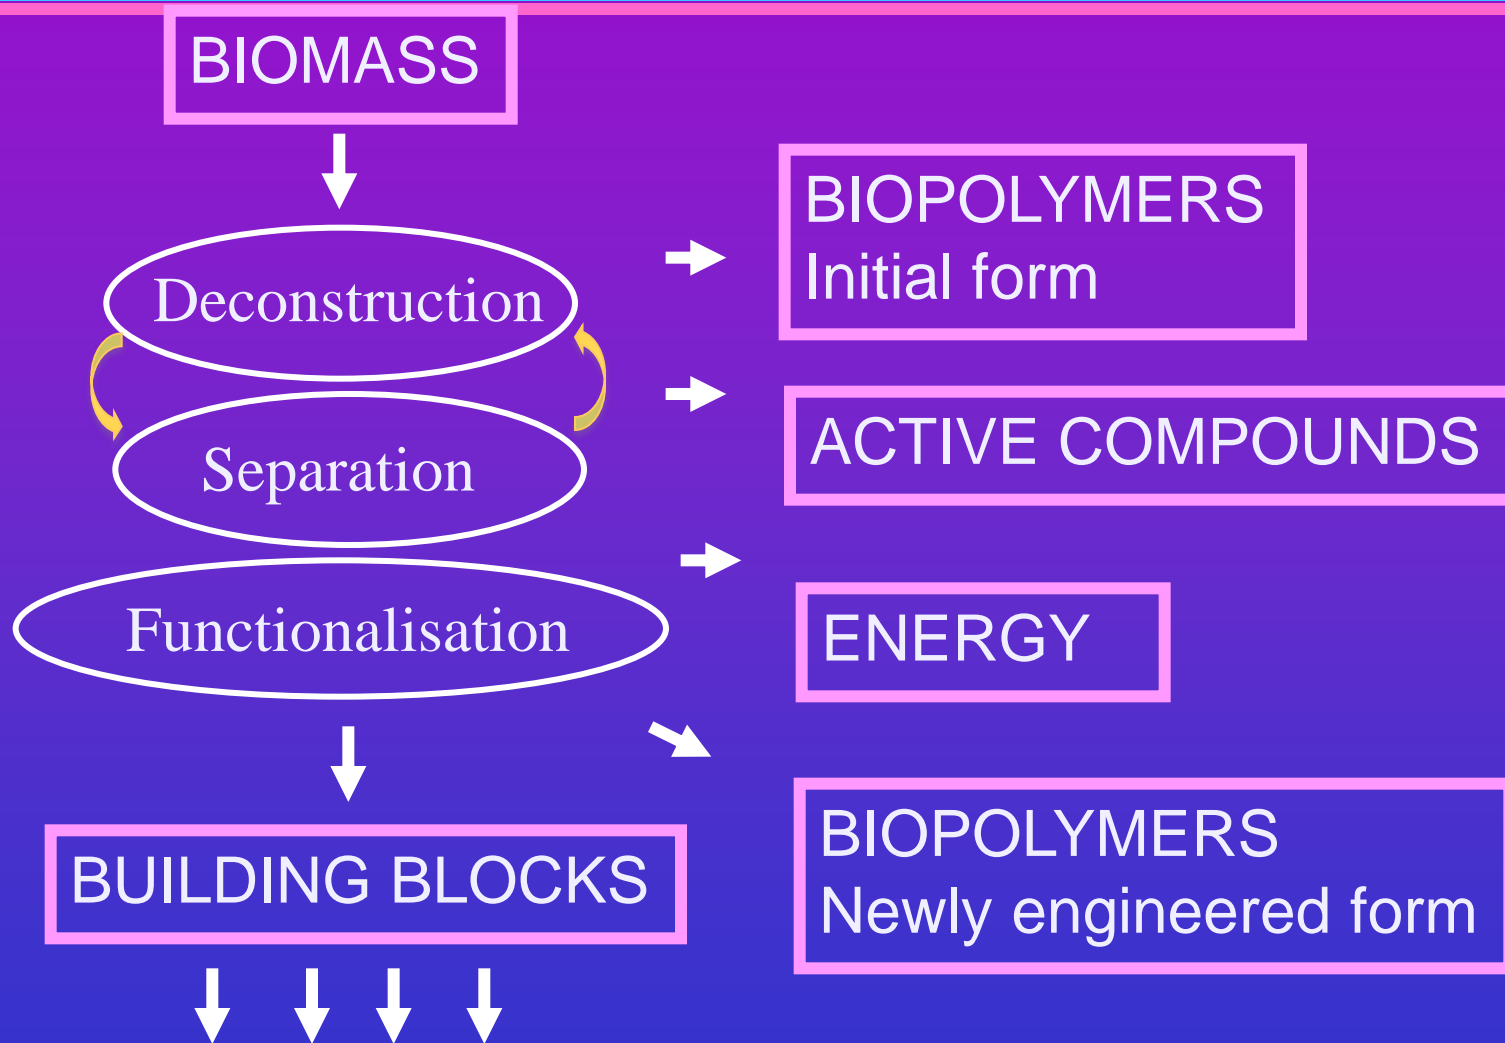 BIOMASS
Deconstruction
Separation
Functionalisation
BUILDING BLOCKS
BIOPOLYMERS
Initial form
ACTIVE COMPOUNDS
ENERGY
BIOPOLYMERS
Newly engineered form